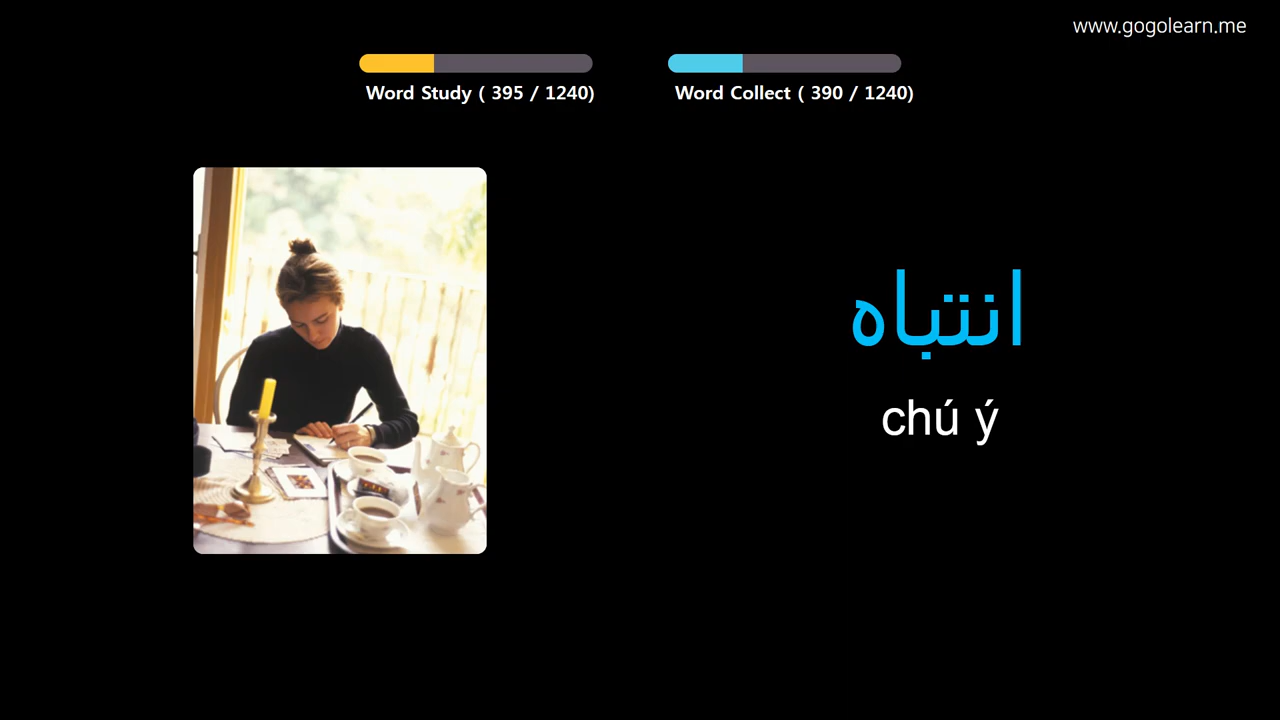 www.gogolearn.me
Word Study ( 395 / 1240)
Word Collect ( 390 / 1240)
انتباه
chú ý